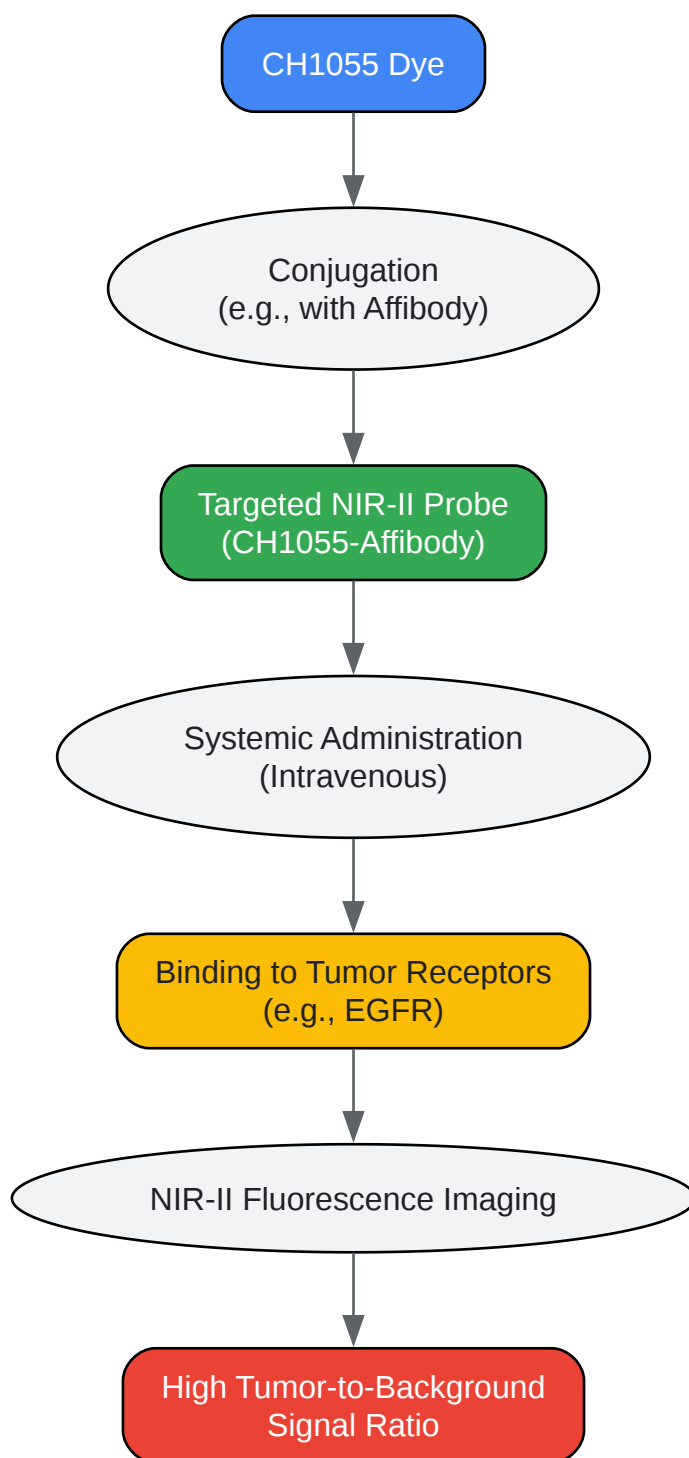 CH1055 Dye
Conjugation
(e.g., with Affibody)
Targeted NIR-II Probe
(CH1055-Affibody)
Systemic Administration
(Intravenous)
Binding to Tumor Receptors
(e.g., EGFR)
NIR-II Fluorescence Imaging
High Tumor-to-Background
Signal Ratio